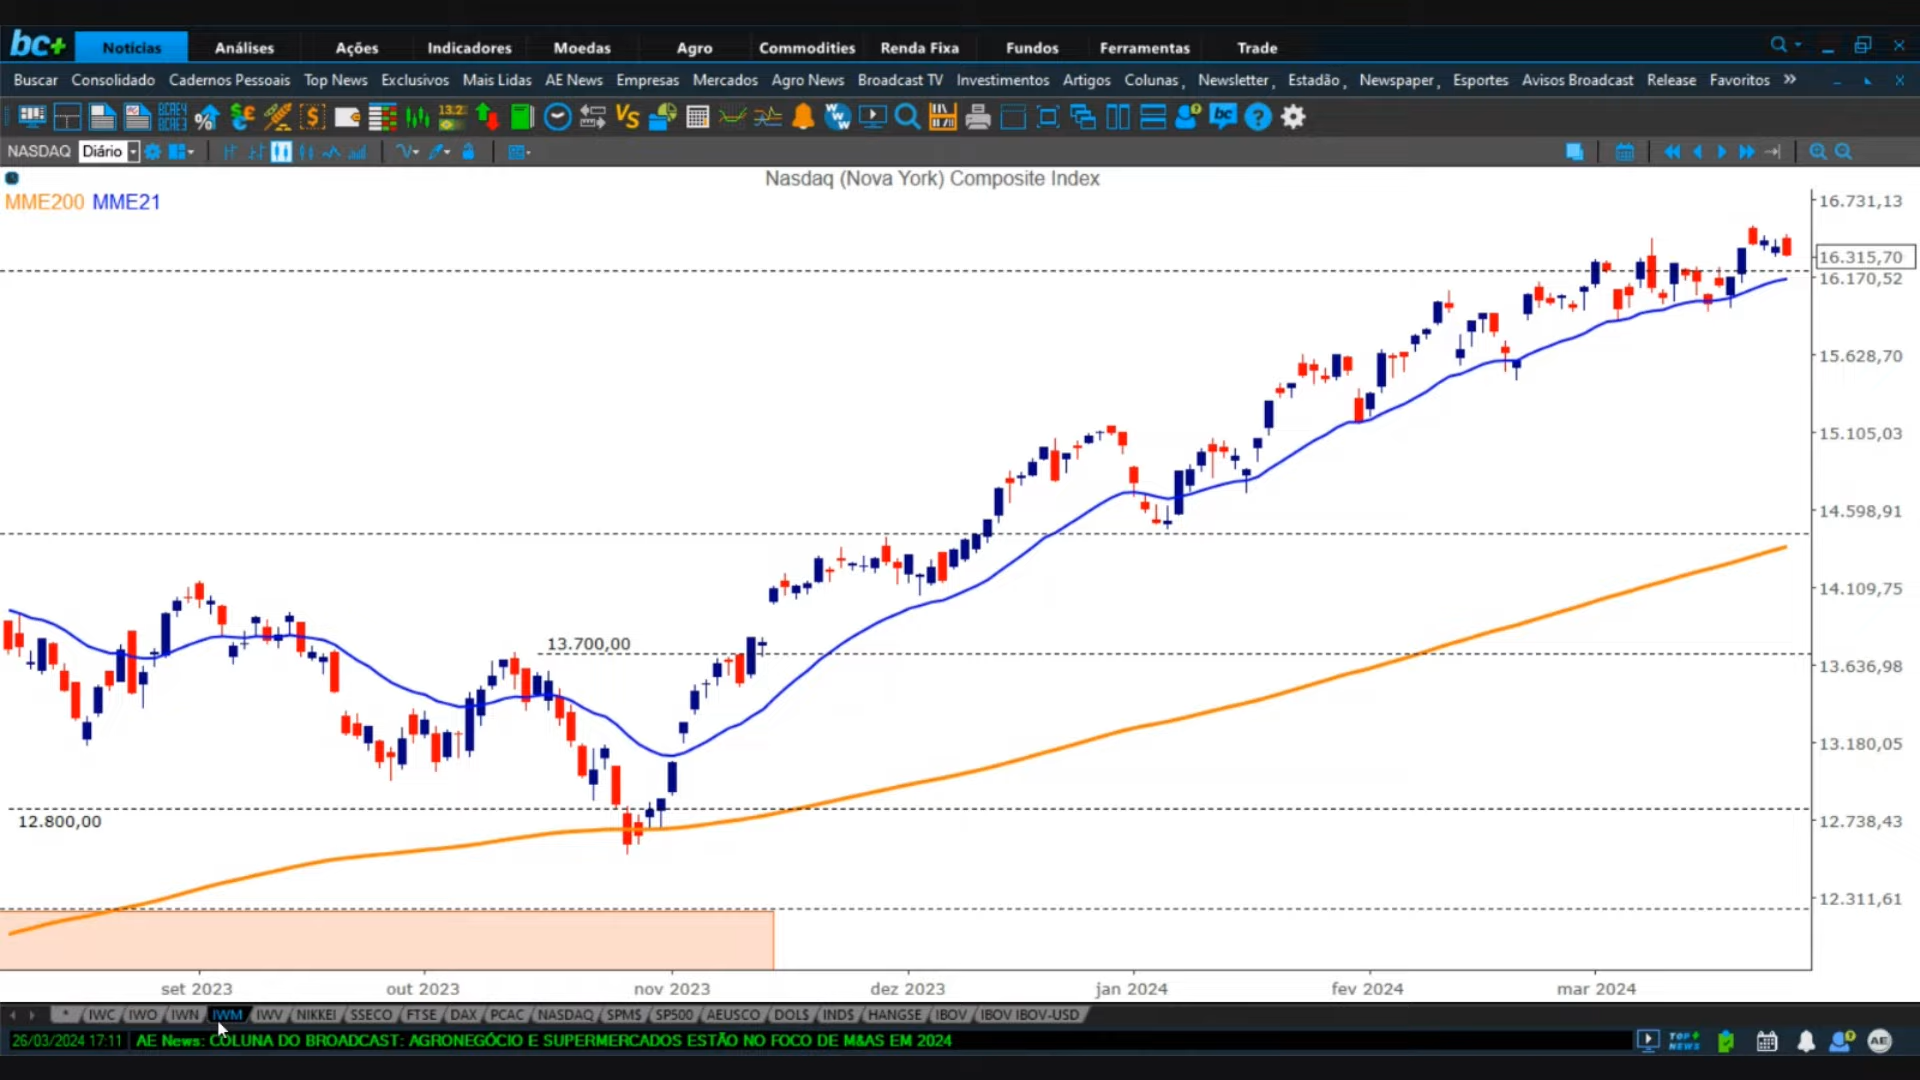 bc+ Notícias Análises Ações Indicadores Moedas Agro Commodities Renda Fixa Fundos Ferramentas Trade
Buscar Consolidado Cadernos Pessoais Top News Exclusivos Mais Lidas AE News Empresas Mercados Agro News Broadcast TV Investimentos Artigos Colunas, Newsletter, Estadão, Newspaper, Esportes Avisos Broadcast Release Favoritos »
NASDAQ Diário
Nasdaq (Nova York) Composite Index
MME200 MME21
16.731,13
16.315,70
16.170,52
15.628,70
15.105,03
14.598,91
14.109,75
13.700,00
13.636,98
13.180,05
12.800,00
12.738,43
12.311,61
set 2023 out 2023 nov 2023 dez 2023 jan 2024 fev 2024 mar 2024
* IWC IWO IWN IWM IWV NIKKEI SSECO FTSE DAX PCAC NASDAQ SPM$ SP500 AEUSCO DOL$ IND$ HANGSE IBOV IBOV IBOV-USD
26/03/2024 17:11 AE News: COLUNA DO BROADCAST: AGRONEGÓCIO E SUPERMERCADOS ESTÃO NO FOCO DE M&AS EM 2024 TOP+ NEWS AE